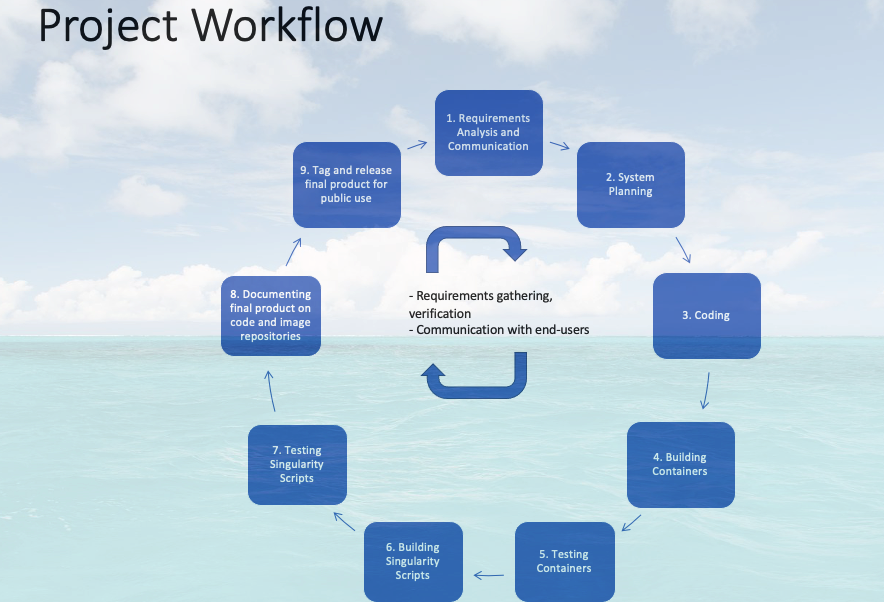 Project Workflow
1. Requirements
Analysis and
Communication
2. System
Planning
3. Coding
4. Building
Containers
5. Testing
Containers
6. Building
Singularity
Scripts
7. Testing
Singularity
Scripts
8. Documenting
final product on
code and image
repositories
9. Tag and release
final product for
public use
- Requirements gathering,
verification
- Communication with end-users